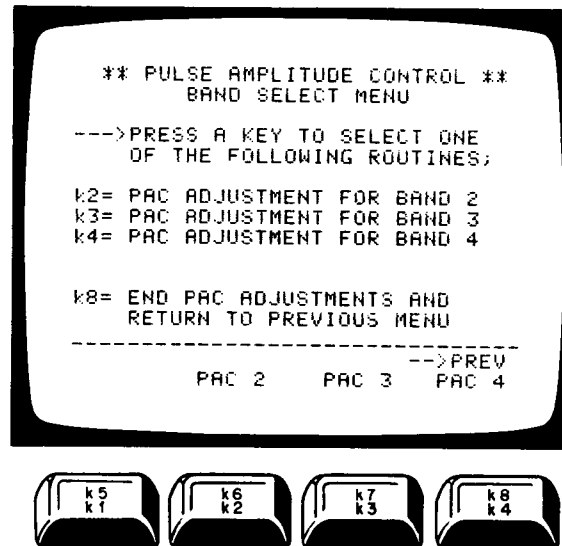 ** PULSE AMPLITUDE CONTROL **
BAND SELECT MENU
--->PRESS A KEY TO SELECT ONE
OF THE FOLLOWING ROUTINES;
k2= PAC ADJUSTMENT FOR BAND 2
k3= PAC ADJUSTMENT FOR BAND 3
k4= PAC ADJUSTMENT FOR BAND 4
k8= END PAC ADJUSTMENTS AND
RETURN TO PREVIOUS MENU
-->PREV
PAC 2 PAC 3 PAC 4
k5 k6 k7 k8
k1 k2 k3 k4